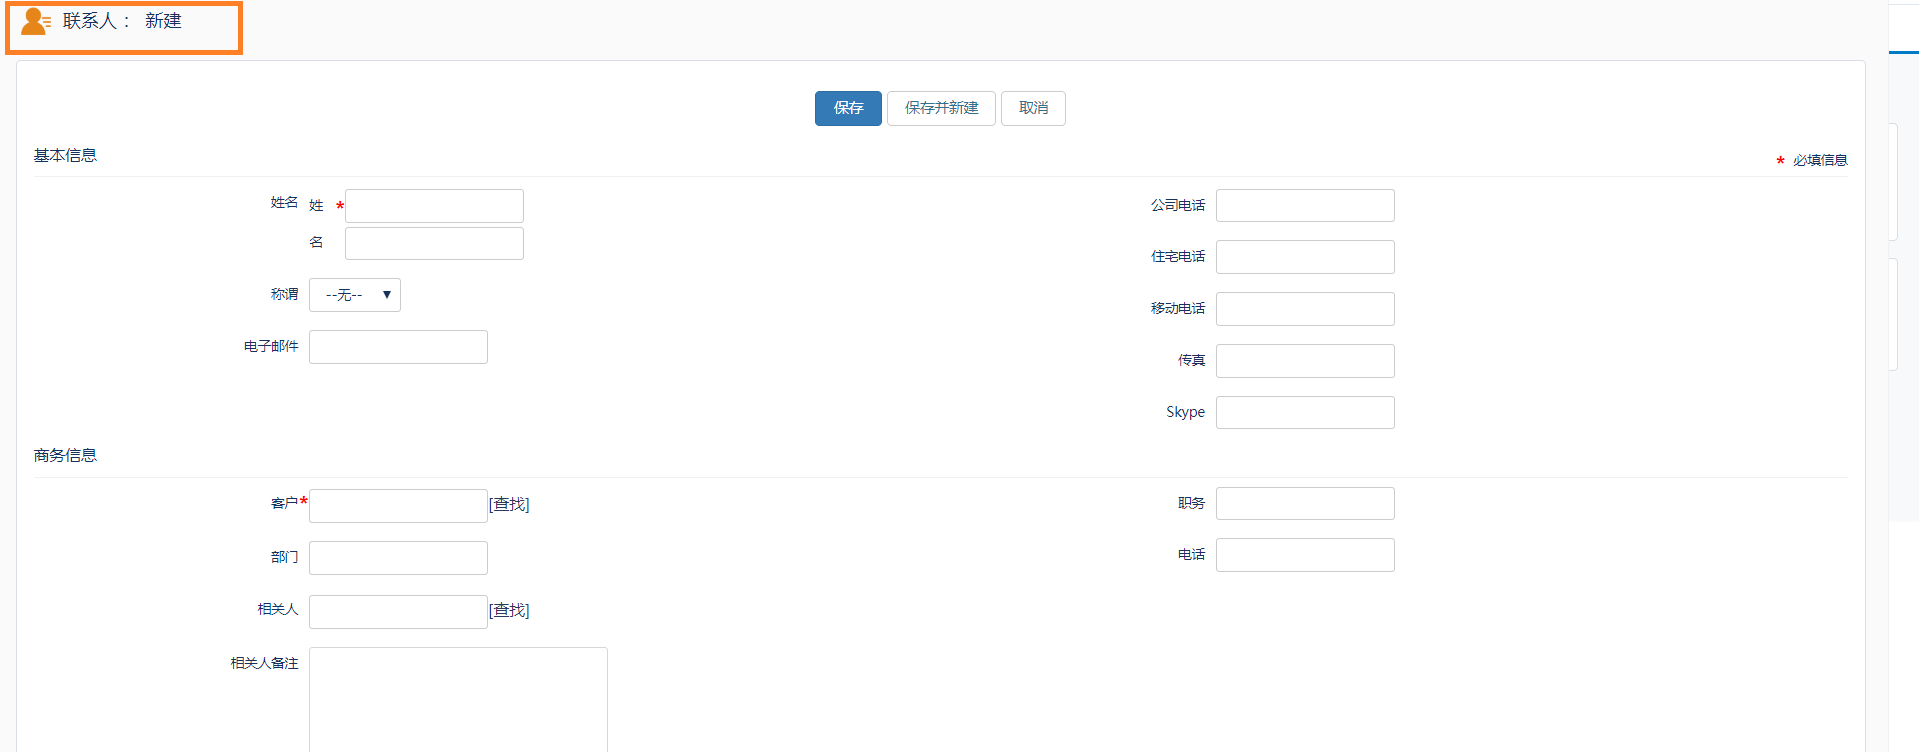 联系人： 新建
保存 保存并新建 取消
基本信息
* 必填信息
姓名 姓 *
名
称谓 --无-- ▼
电子邮件
公司电话
住宅电话
移动电话
传真
Skype
商务信息
客户* [查找]
部门
相关人 [查找]
相关人备注
职务
电话